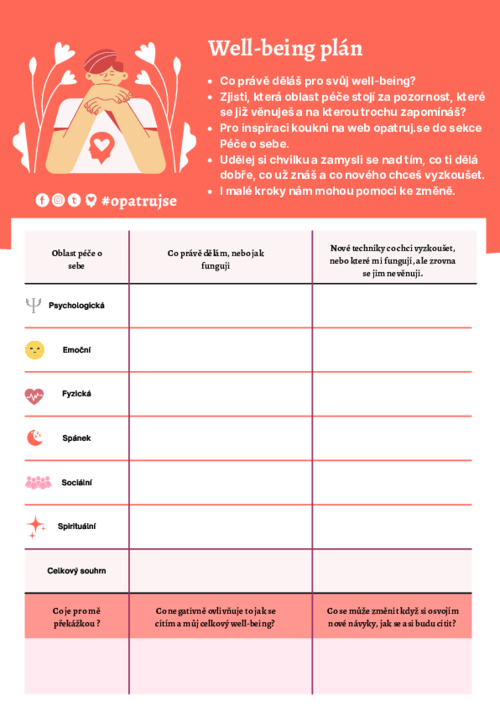 Well-being plán
• Co právě děláš pro svůj well-being?
• Zjisti, která oblast péče stojí za pozornost, které
se již věnuješ a na kterou trochu zapomínáš?
• Pro inspiraci koukni na web opatruj.se do sekce
Péče o sebe.
• Udělej si chvilku a zamysli se nad tím, co ti dělá
dobře, co už znáš a co nového chceš vyzkoušet.
• I malé kroky nám mohou pomoci ke změně.
#opatrujse
Oblast péče o
sebe
Co právě dělám, nebo jak
funguji
Nové techniky co chci vyzkoušet,
nebo které mi fungují, ale zrovna
se jim nevěnuji.
Psychologická
Emoční
Fyzická
Spánek
Sociální
Spirituální
Celkový souhrn
Co je pro mě
překážkou ?
Co negativně ovlivňuje to jak se
cítím a můj celkový well-being?
Co se může změnit když si osvojím
nové návyky, jak se asi budu cítit?